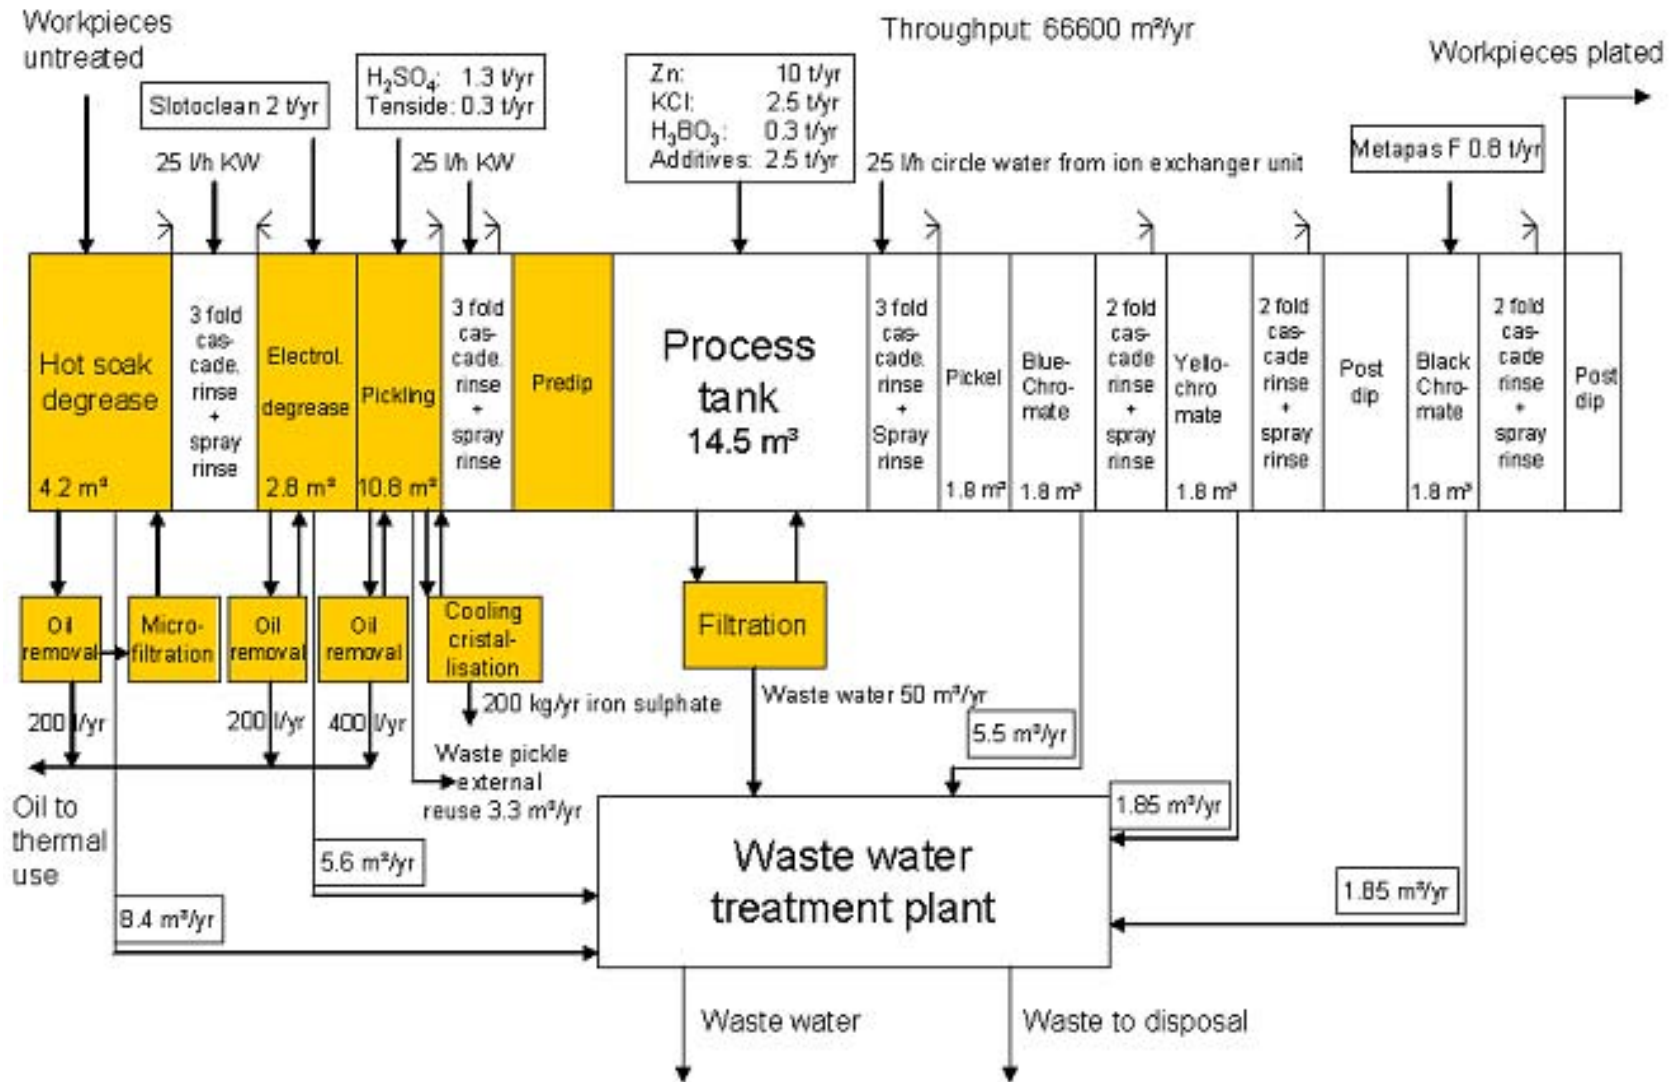 Workpieces
untreated
Throughput: 66600 m²/yr
Workpieces plated
Slotoclean 2 t/yr
H₂SO₄: 1.3 t/yr
Tenside: 0.3 t/yr
Zn: 10 t/yr
KCl: 2.5 t/yr
H₃BO₃: 0.3 t/yr
Additives: 2.5 t/yr
Metapas F 0.8 t/yr
25 l/h KW
25 l/h KW
25 l/h circle water from ion exchanger unit
Hot soak
degrease
4.2 m³
3 fold
cas-
cade.
rinse
+
spray
rinse
Electrol.
degrease
2.8 m³
Pickling
10.8 m³
3 fold
cas-
cade.
rinse
+
spray
rinse
Predip
Process
tank
14.5 m³
3 fold
cas-
cade.
rinse
+
Spray
rinse
Pickel
1.8 m³
Blue-
Chro-
mate
1.8 m³
2 fold
cas-
cade
rinse
+
spray
rinse
Yello-
chro
mate
1.8 m³
2 fold
cas-
cade
rinse
+
spray
rinse
Post
dip
Black
Chro-
mate
1.8 m³
2 fold
cas-
cade
rinse
+
spray
rinse
Post
dip
Oil
removal
Micro-
filtration
Oil
removal
Oil
removal
Cooling
cristal-
lisation
Filtration
200 l/yr
200 l/yr
400 l/yr
200 kg/yr iron sulphate
Waste water 50 m³/yr
5.5 m³/yr
Waste pickle
external
reuse 3.3 m³/yr
Oil to
thermal
use
1.85 m³/yr
5.6 m³/yr
Waste water
treatment plant
1.85 m³/yr
8.4 m³/yr
Waste water
Waste to disposal